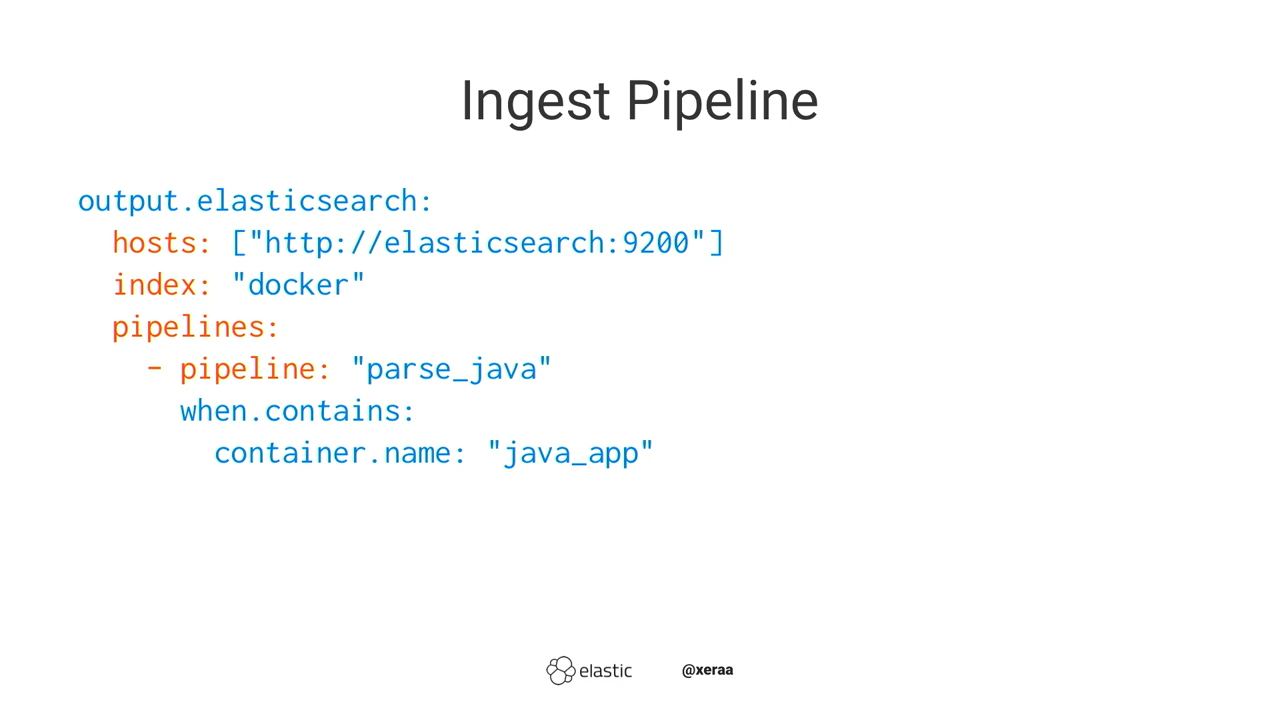 Ingest Pipeline
output.elasticsearch:
  hosts: ["http://elasticsearch:9200"]
  index: "docker"
  pipelines:
    - pipeline: "parse_java"
      when.contains:
        container.name: "java_app"
elastic @xeraa